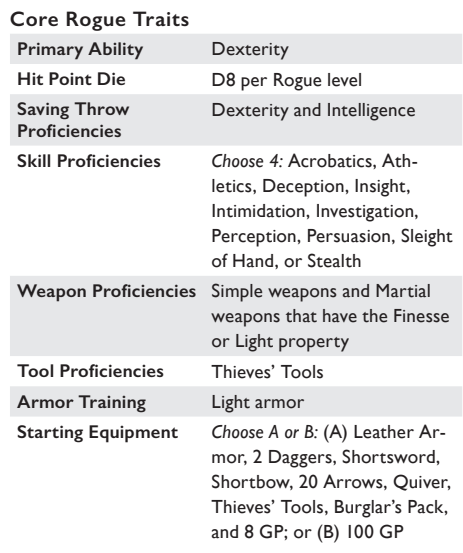 Core Rogue Traits
Primary Ability Dexterity
Hit Point Die D8 per Rogue level
Saving Throw Dexterity and Intelligence
Proficiencies
Skill Proficiencies Choose 4: Acrobatics, Ath-
letics, Deception, Insight,
Intimidation, Investigation,
Perception, Persuasion, Sleight
of Hand, or Stealth
Weapon Proficiencies Simple weapons and Martial
weapons that have the Finesse
or Light property
Tool Proficiencies Thieves’ Tools
Armor Training Light armor
Starting Equipment Choose A or B: (A) Leather Ar-
mor, 2 Daggers, Shortsword,
Shortbow, 20 Arrows, Quiver,
Thieves’ Tools, Burglar’s Pack,
and 8 GP; or (B) 100 GP